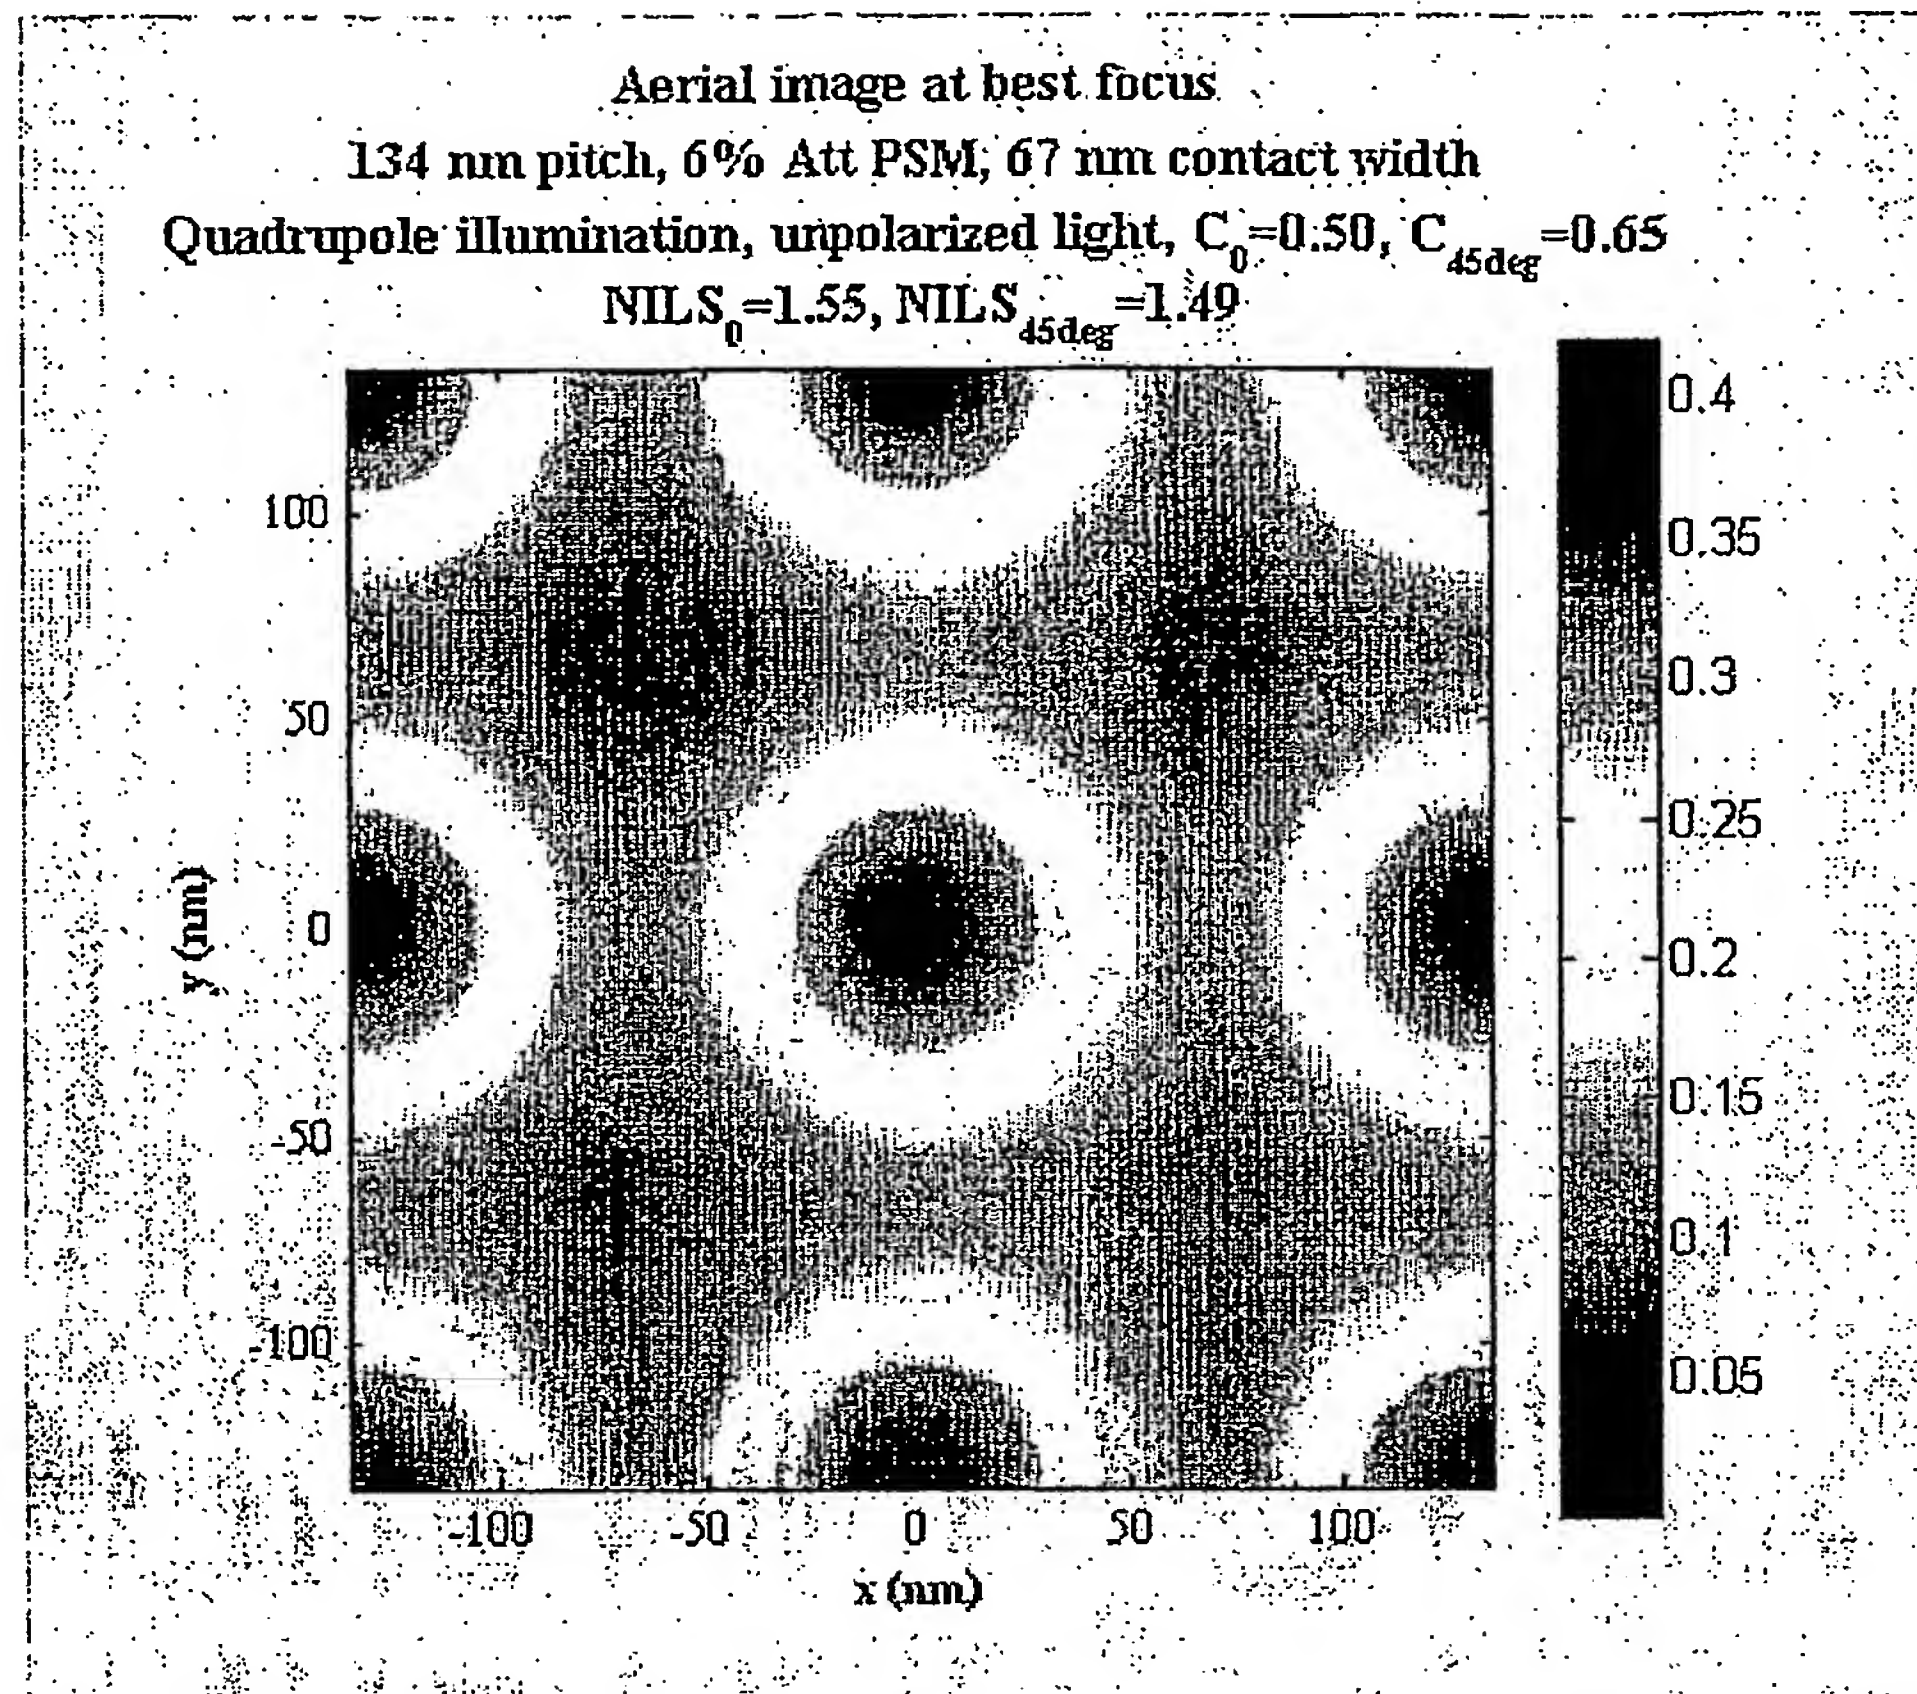 Aerial image at best focus
134 nm pitch, 6% Att PSM, 67 nm contact width
Quadrupole illumination, unpolarized light, C0=0.50, C45deg=0.65
NILS0=1.55, NILS45deg=1.49
0.4
0.35
0.3
0.25
0.2
0.15
0.1
0.05
100
50
0
-50
-100
y (nm)
-100 -50 0 50 100
x (nm)